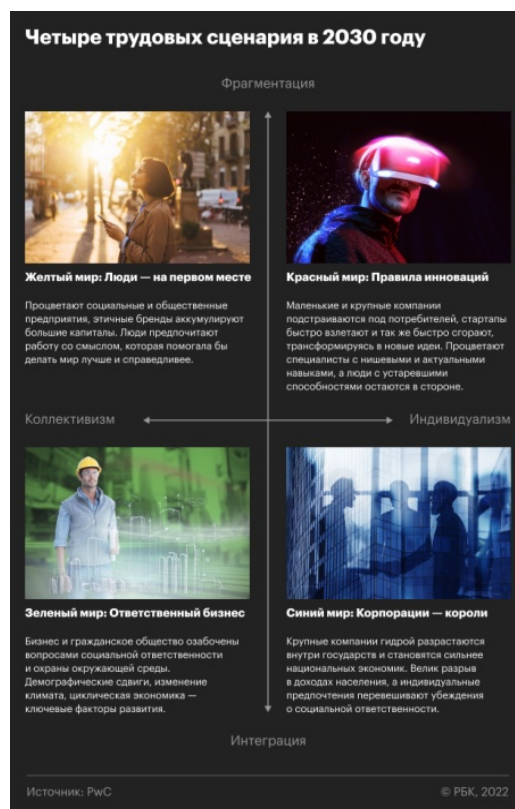 Четыре трудовых сценария в 2030 году
Фрагментация
Желтый мир: Люди — на первом месте
Процветают социальные и общественные
предприятия, этичные бренды аккумулируют
большие капиталы. Люди предпочитают
работу со смыслом, которая помогала бы
делать мир лучше и справедливее.
Красный мир: Правила инноваций
Маленькие и крупные компании
подстраиваются под потребителей, стартапы
быстро взлетают и так же быстро сгорают,
трансформируясь в новые идеи. Процветают
специалисты с нишевыми и актуальными
навыками, а люди с устаревшими
способностями остаются в стороне.
Коллективизм
Индивидуализм
Зеленый мир: Ответственный бизнес
Бизнес и гражданское общество озабочены
вопросами социальной ответственности
и охраны окружающей среды.
Демографические сдвиги, изменение
климата, циклическая экономика —
ключевые факторы развития.
Синий мир: Корпорации — короли
Крупные компании гидрой разрастаются
внутри государств и становятся сильнее
национальных экономик. Велик разрыв
в доходах населения, а индивидуальные
предпочтения перевешивают убеждения
о социальной ответственности.
Интеграция
Источник: PwC
© РБК, 2022